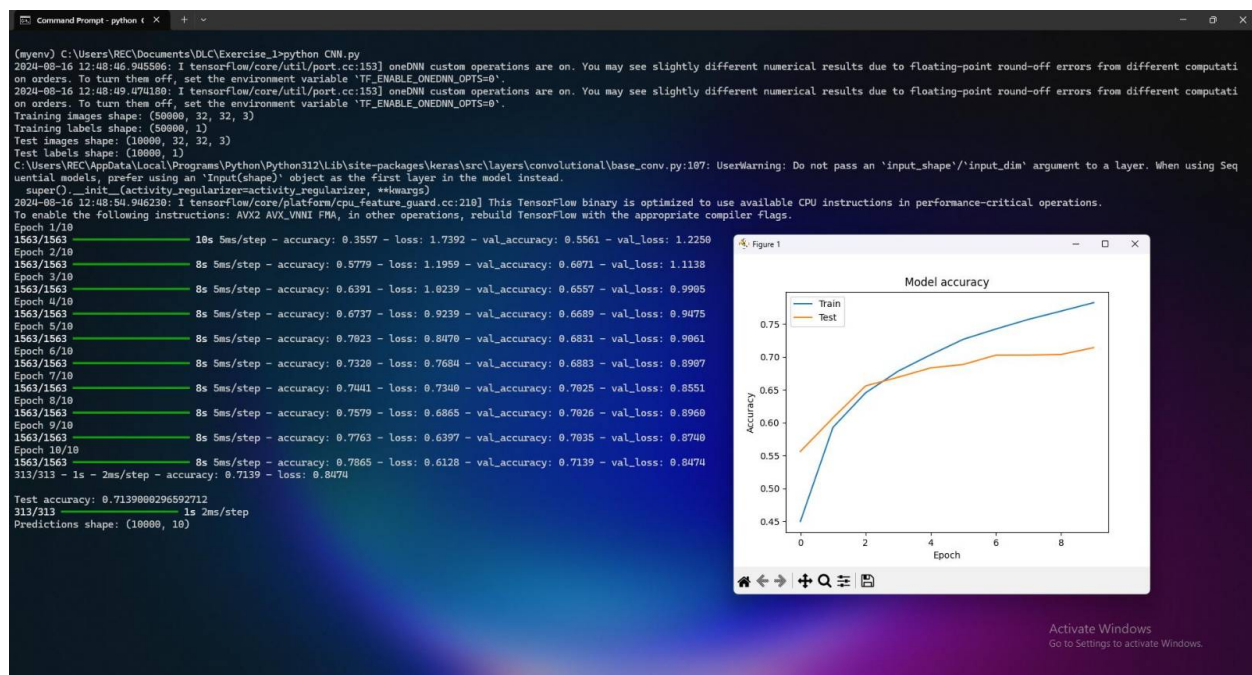 Command Prompt - python (
(myenv) C:\Users\REC\Documents\DLC\Exercise_1>python CNN.py
2024-08-16 12:48:46.945506: I tensorflow/core/util/port.cc:153] oneDNN custom operations are on. You may see slightly different numerical results due to floating-point round-off errors from different computati
on orders. To turn them off, set the environment variable `TF_ENABLE_ONEDNN_OPTS=0`.
2024-08-16 12:48:49.474180: I tensorflow/core/util/port.cc:153] oneDNN custom operations are on. You may see slightly different numerical results due to floating-point round-off errors from different computati
on orders. To turn them off, set the environment variable `TF_ENABLE_ONEDNN_OPTS=0`.
Training images shape: (50000, 32, 32, 3)
Training labels shape: (50000, 1)
Test images shape: (10000, 32, 32, 3)
Test labels shape: (10000, 1)
C:\Users\REC\AppData\Local\Programs\Python\Python312\Lib\site-packages\keras\src\layers\convolutional\base_conv.py:107: UserWarning: Do not pass an `input_shape`/`input_dim` argument to a layer. When using Seq
uential models, prefer using an `Input(shape)` object as the first layer in the model instead.
super().__init__(activity_regularizer=activity_regularizer, **kwargs)
2024-08-16 12:48:54.946230: I tensorflow/core/platform/cpu_feature_guard.cc:210] This TensorFlow binary is optimized to use available CPU instructions in performance-critical operations.
To enable the following instructions: AVX2 AVX_VNNI FMA, in other operations, rebuild TensorFlow with the appropriate compiler flags.
Epoch 1/10
1563/1563 10s 5ms/step - accuracy: 0.3557 - loss: 1.7392 - val_accuracy: 0.5561 - val_loss: 1.2250
Epoch 2/10
1563/1563 8s 5ms/step - accuracy: 0.5779 - loss: 1.1959 - val_accuracy: 0.6071 - val_loss: 1.1138
Epoch 3/10
1563/1563 8s 5ms/step - accuracy: 0.6391 - loss: 1.0239 - val_accuracy: 0.6557 - val_loss: 0.9905
Epoch 4/10
1563/1563 8s 5ms/step - accuracy: 0.6737 - loss: 0.9239 - val_accuracy: 0.6689 - val_loss: 0.9475
Epoch 5/10
1563/1563 8s 5ms/step - accuracy: 0.7023 - loss: 0.8470 - val_accuracy: 0.6831 - val_loss: 0.9061
Epoch 6/10
1563/1563 8s 5ms/step - accuracy: 0.7320 - loss: 0.7684 - val_accuracy: 0.6883 - val_loss: 0.8907
Epoch 7/10
1563/1563 8s 5ms/step - accuracy: 0.7441 - loss: 0.7340 - val_accuracy: 0.7025 - val_loss: 0.8551
Epoch 8/10
1563/1563 8s 5ms/step - accuracy: 0.7579 - loss: 0.6865 - val_accuracy: 0.7026 - val_loss: 0.8960
Epoch 9/10
1563/1563 8s 5ms/step - accuracy: 0.7763 - loss: 0.6397 - val_accuracy: 0.7035 - val_loss: 0.8740
Epoch 10/10
1563/1563 8s 5ms/step - accuracy: 0.7865 - loss: 0.6128 - val_accuracy: 0.7139 - val_loss: 0.8474
313/313 - 1s - 2ms/step - accuracy: 0.7139 - loss: 0.8474
Test accuracy: 0.7139000296592712
313/313 1s 2ms/step
Predictions shape: (10000, 10)
Figure 1
Model accuracy
Train
Test
0.75
0.70
0.65
0.60
0.55
0.50
0.45
Accuracy
0 2 4 6 8
Epoch
Activate Windows
Go to Settings to activate Windows.